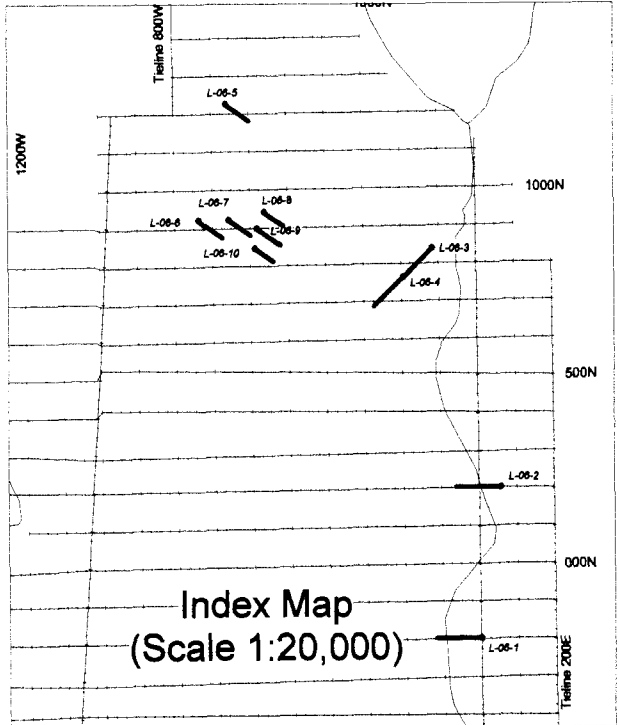 Tieline 800W
L-06-5
1200W
1000N
L-06-8
L-06-7
L-06-6
L-06-9
L-06-10
L-06-3
L-06-4
500N
L-06-2
000N
Index Map
(Scale 1:20,000)
L-06-1
Tieline 200E